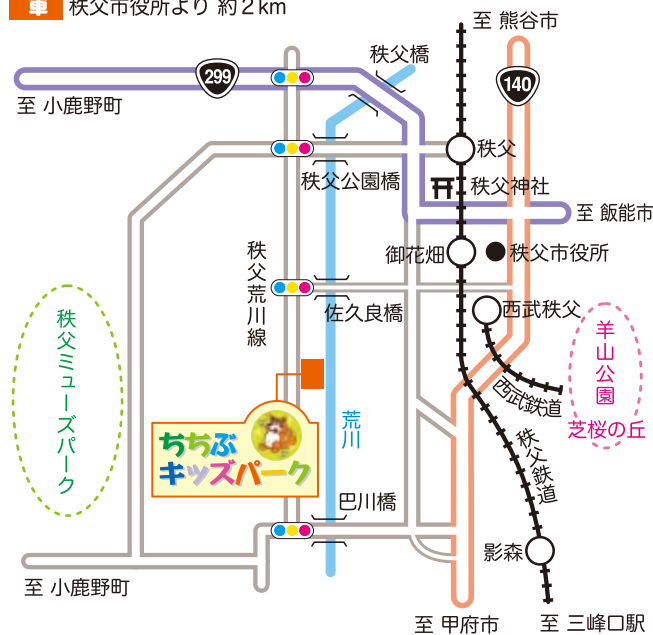 車 秩父市役所より 約2km
至 熊谷市
秩父橋
299
140
至 小鹿野町
秩父
秩父公園橋
秩父神社
至 飯能市
御花畑
秩父市役所
秩父荒川線
佐久良橋
西武秩父
秩父ミューズパーク
羊山公園
芝桜の丘
西武鉄道
荒川
ちちぶ
キッズパーク
秩父鉄道
巴川橋
影森
至 小鹿野町
至 甲府市
至 三峰口駅